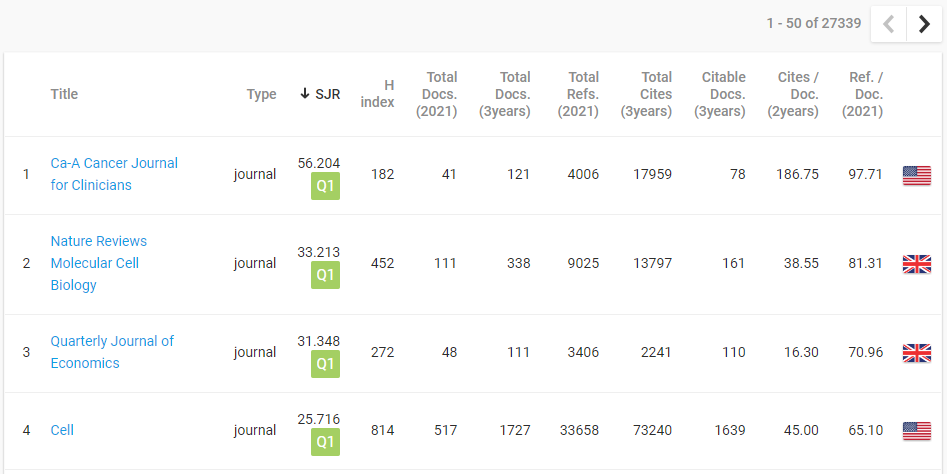 1 - 50 of 27339
Title Type SJR H index Total Docs. (2021) Total Docs. (3years) Total Refs. (2021) Total Cites (3years) Citable Docs. (3years) Cites / Doc. (2years) Ref. / Doc. (2021)
1 Ca-A Cancer Journal for Clinicians journal 56.204 Q1 182 41 121 4006 17959 78 186.75 97.71
2 Nature Reviews Molecular Cell Biology journal 33.213 Q1 452 111 338 9025 13797 161 38.55 81.31
3 Quarterly Journal of Economics journal 31.348 Q1 272 48 111 3406 2241 110 16.30 70.96
4 Cell journal 25.716 Q1 814 517 1727 33658 73240 1639 45.00 65.10